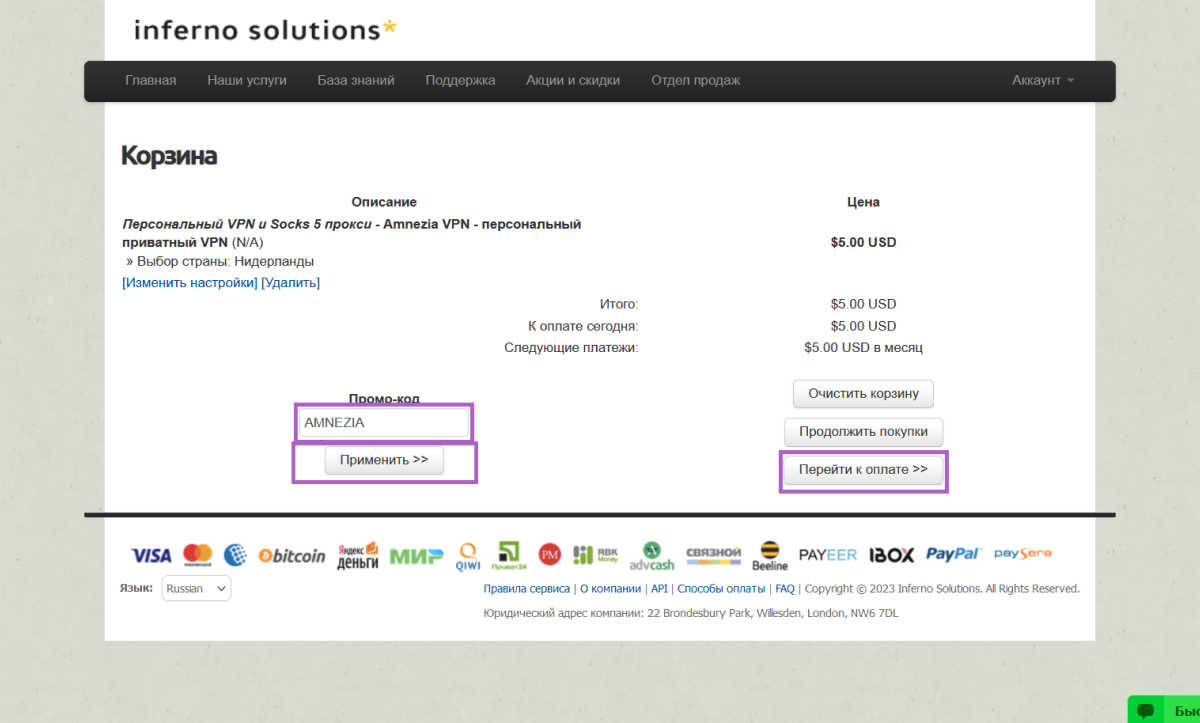 inferno solutions*
Главная Наши услуги База знаний Поддержка Акции и скидки Отдел продаж Аккаунт
Корзина
Описание Цена
Персональный VPN и Socks 5 прокси - Amnezia VPN - персональный
приватный VPN (N/A) $5.00 USD
» Выбор страны: Нидерланды
[Изменить настройки] [Удалить]
Итого: $5.00 USD
К оплате сегодня: $5.00 USD
Следующие платежи: $5.00 USD в месяц
Очистить корзину
Промо-код
AMNEZIA
Продолжить покупки
Применить >>
Перейти к оплате >>
VISA mastercard bitcoin Яндекс деньги МИР QIWI Приват24 PM RBK Money advcash СВЯЗНОЙ Beeline PAYEER IBOX PayPal paysera
Язык: Russian Правила сервиса | О компании | API | Способы оплаты | FAQ | Copyright © 2023 Inferno Solutions. All Rights Reserved.
Юридический адрес компании: 22 Brondesbury Park, Willesden, London, NW6 7DL
Быс